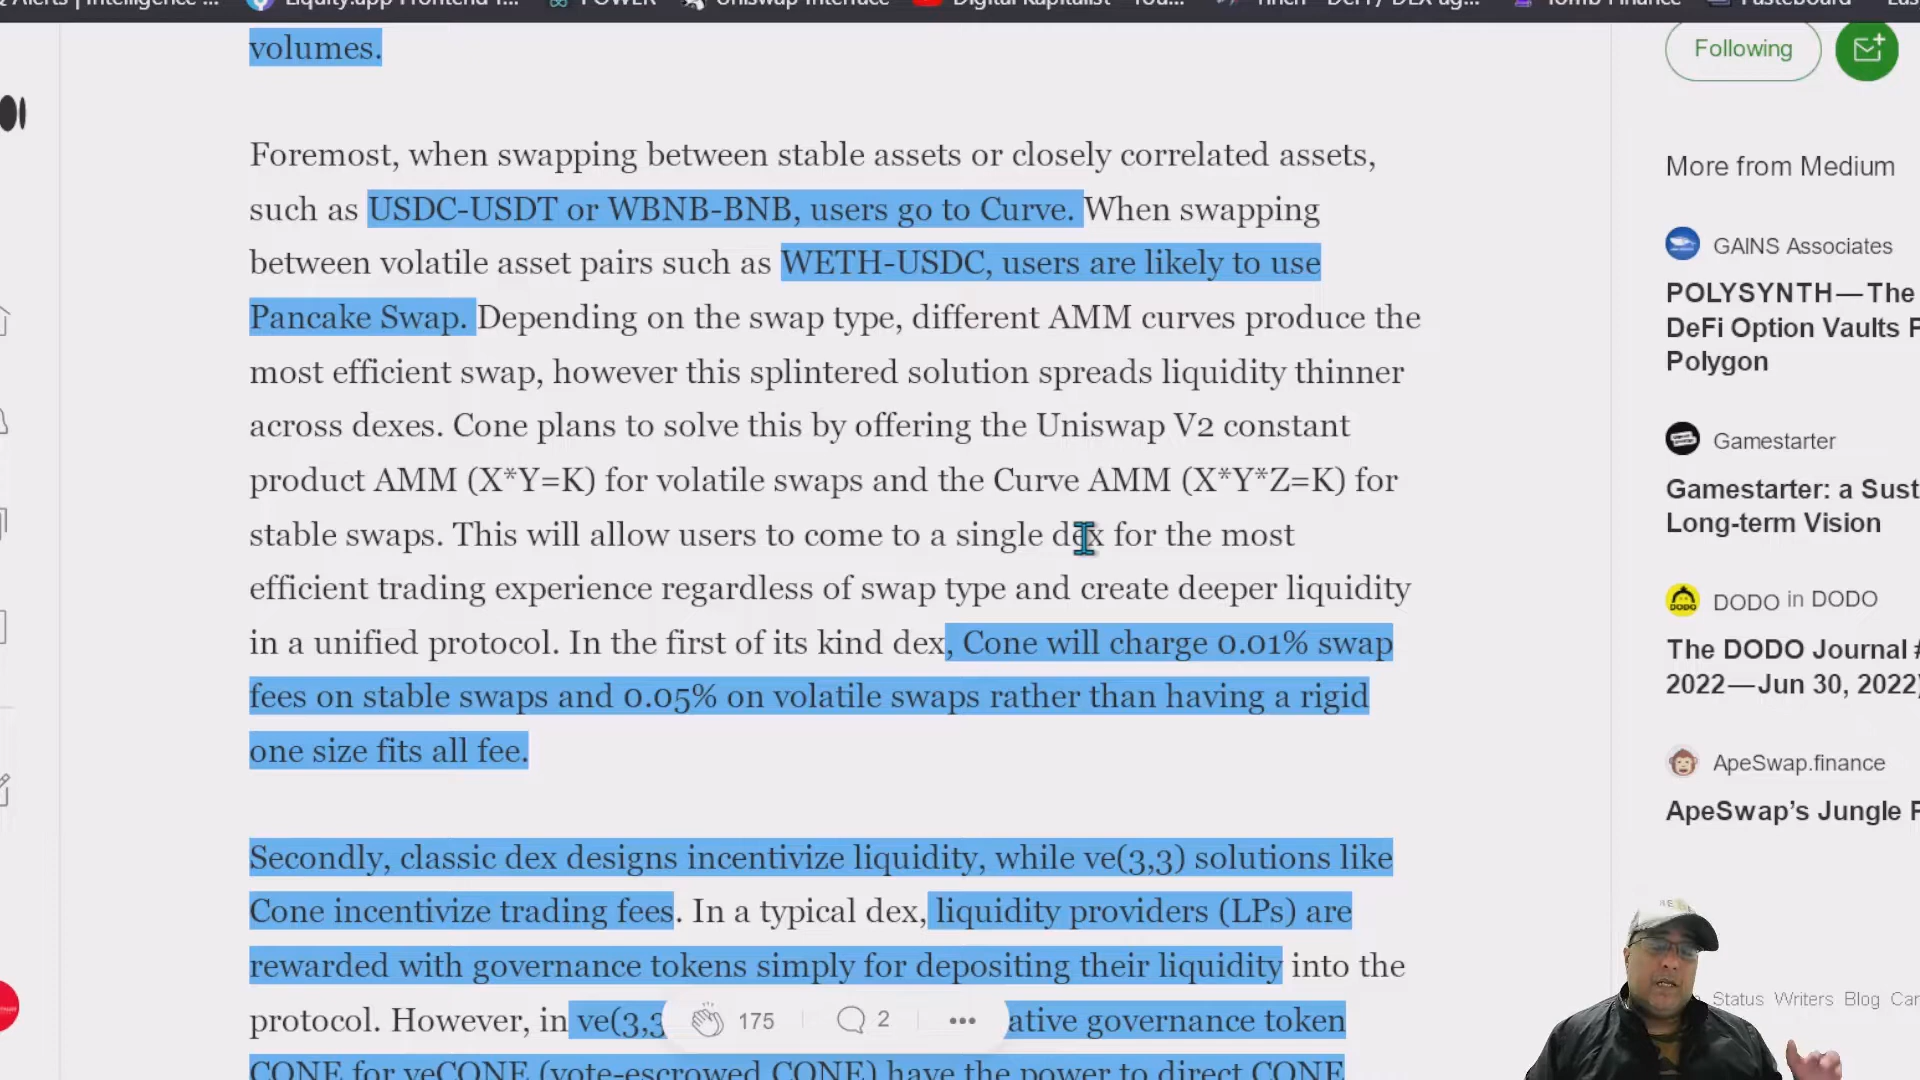 Liquity.app Frontend
POWER
Uniswap Interface
Digital Kapitalist
DeFi / DEX ag...
Tomb Finance
Pasteboard
volumes.
Following
Foremost, when swapping between stable assets or closely correlated assets,
such as USDC-USDT or WBNB-BNB, users go to Curve. When swapping
between volatile asset pairs such as WETH-USDC, users are likely to use
Pancake Swap. Depending on the swap type, different AMM curves produce the
most efficient swap, however this splintered solution spreads liquidity thinner
across dexes. Cone plans to solve this by offering the Uniswap V2 constant
product AMM (X*Y=K) for volatile swaps and the Curve AMM (X*Y*Z=K) for
stable swaps. This will allow users to come to a single dex for the most
efficient trading experience regardless of swap type and create deeper liquidity
in a unified protocol. In the first of its kind dex, Cone will charge 0.01% swap
fees on stable swaps and 0.05% on volatile swaps rather than having a rigid
one size fits all fee.
Secondly, classic dex designs incentivize liquidity, while ve(3,3) solutions like
Cone incentivize trading fees. In a typical dex, liquidity providers (LPs) are
rewarded with governance tokens simply for depositing their liquidity into the
protocol. However, in ve(3,3 ative governance token
CONE for veCONE (vote-escrowed CONE) have the power to direct CONE
175
2
More from Medium
GAINS Associates
POLYSYNTH — The
DeFi Option Vaults
Polygon
Gamestarter
Gamestarter: a Sust
Long-term Vision
DODO in DODO
The DODO Journal #
2022 — Jun 30, 2022)
ApeSwap.finance
ApeSwap's Jungle
Status Writers Blog Car